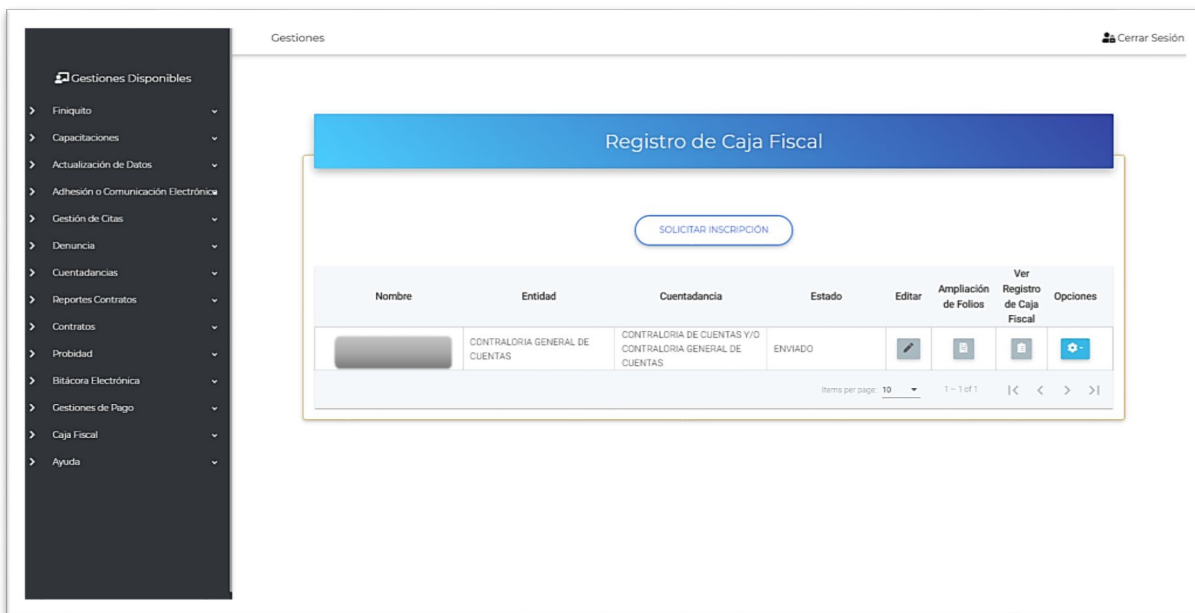 Gestiones
Cerrar Sesión
Gestiones Disponibles
Finiquito
Capacitaciones
Actualización de Datos
Adhesión o Comunicación Electrónica
Gestión de Citas
Denuncia
Cuentadancias
Reportes Contratos
Contratos
Probidad
Bitácora Electrónica
Gestiones de Pago
Caja Fiscal
Ayuda
Registro de Caja Fiscal
SOLICITAR INSCRIPCIÓN
Nombre
Entidad
Cuentadancia
Estado
Editar
Ampliación
de Folios
Ver
Registro
de Caja
Fiscal
Opciones
CONTRALORIA GENERAL DE
CUENTAS
CONTRALORIA DE CUENTAS Y/O
CONTRALORIA GENERAL DE
CUENTAS
ENVIADO
Items per page: 10
1 – 1 of 1